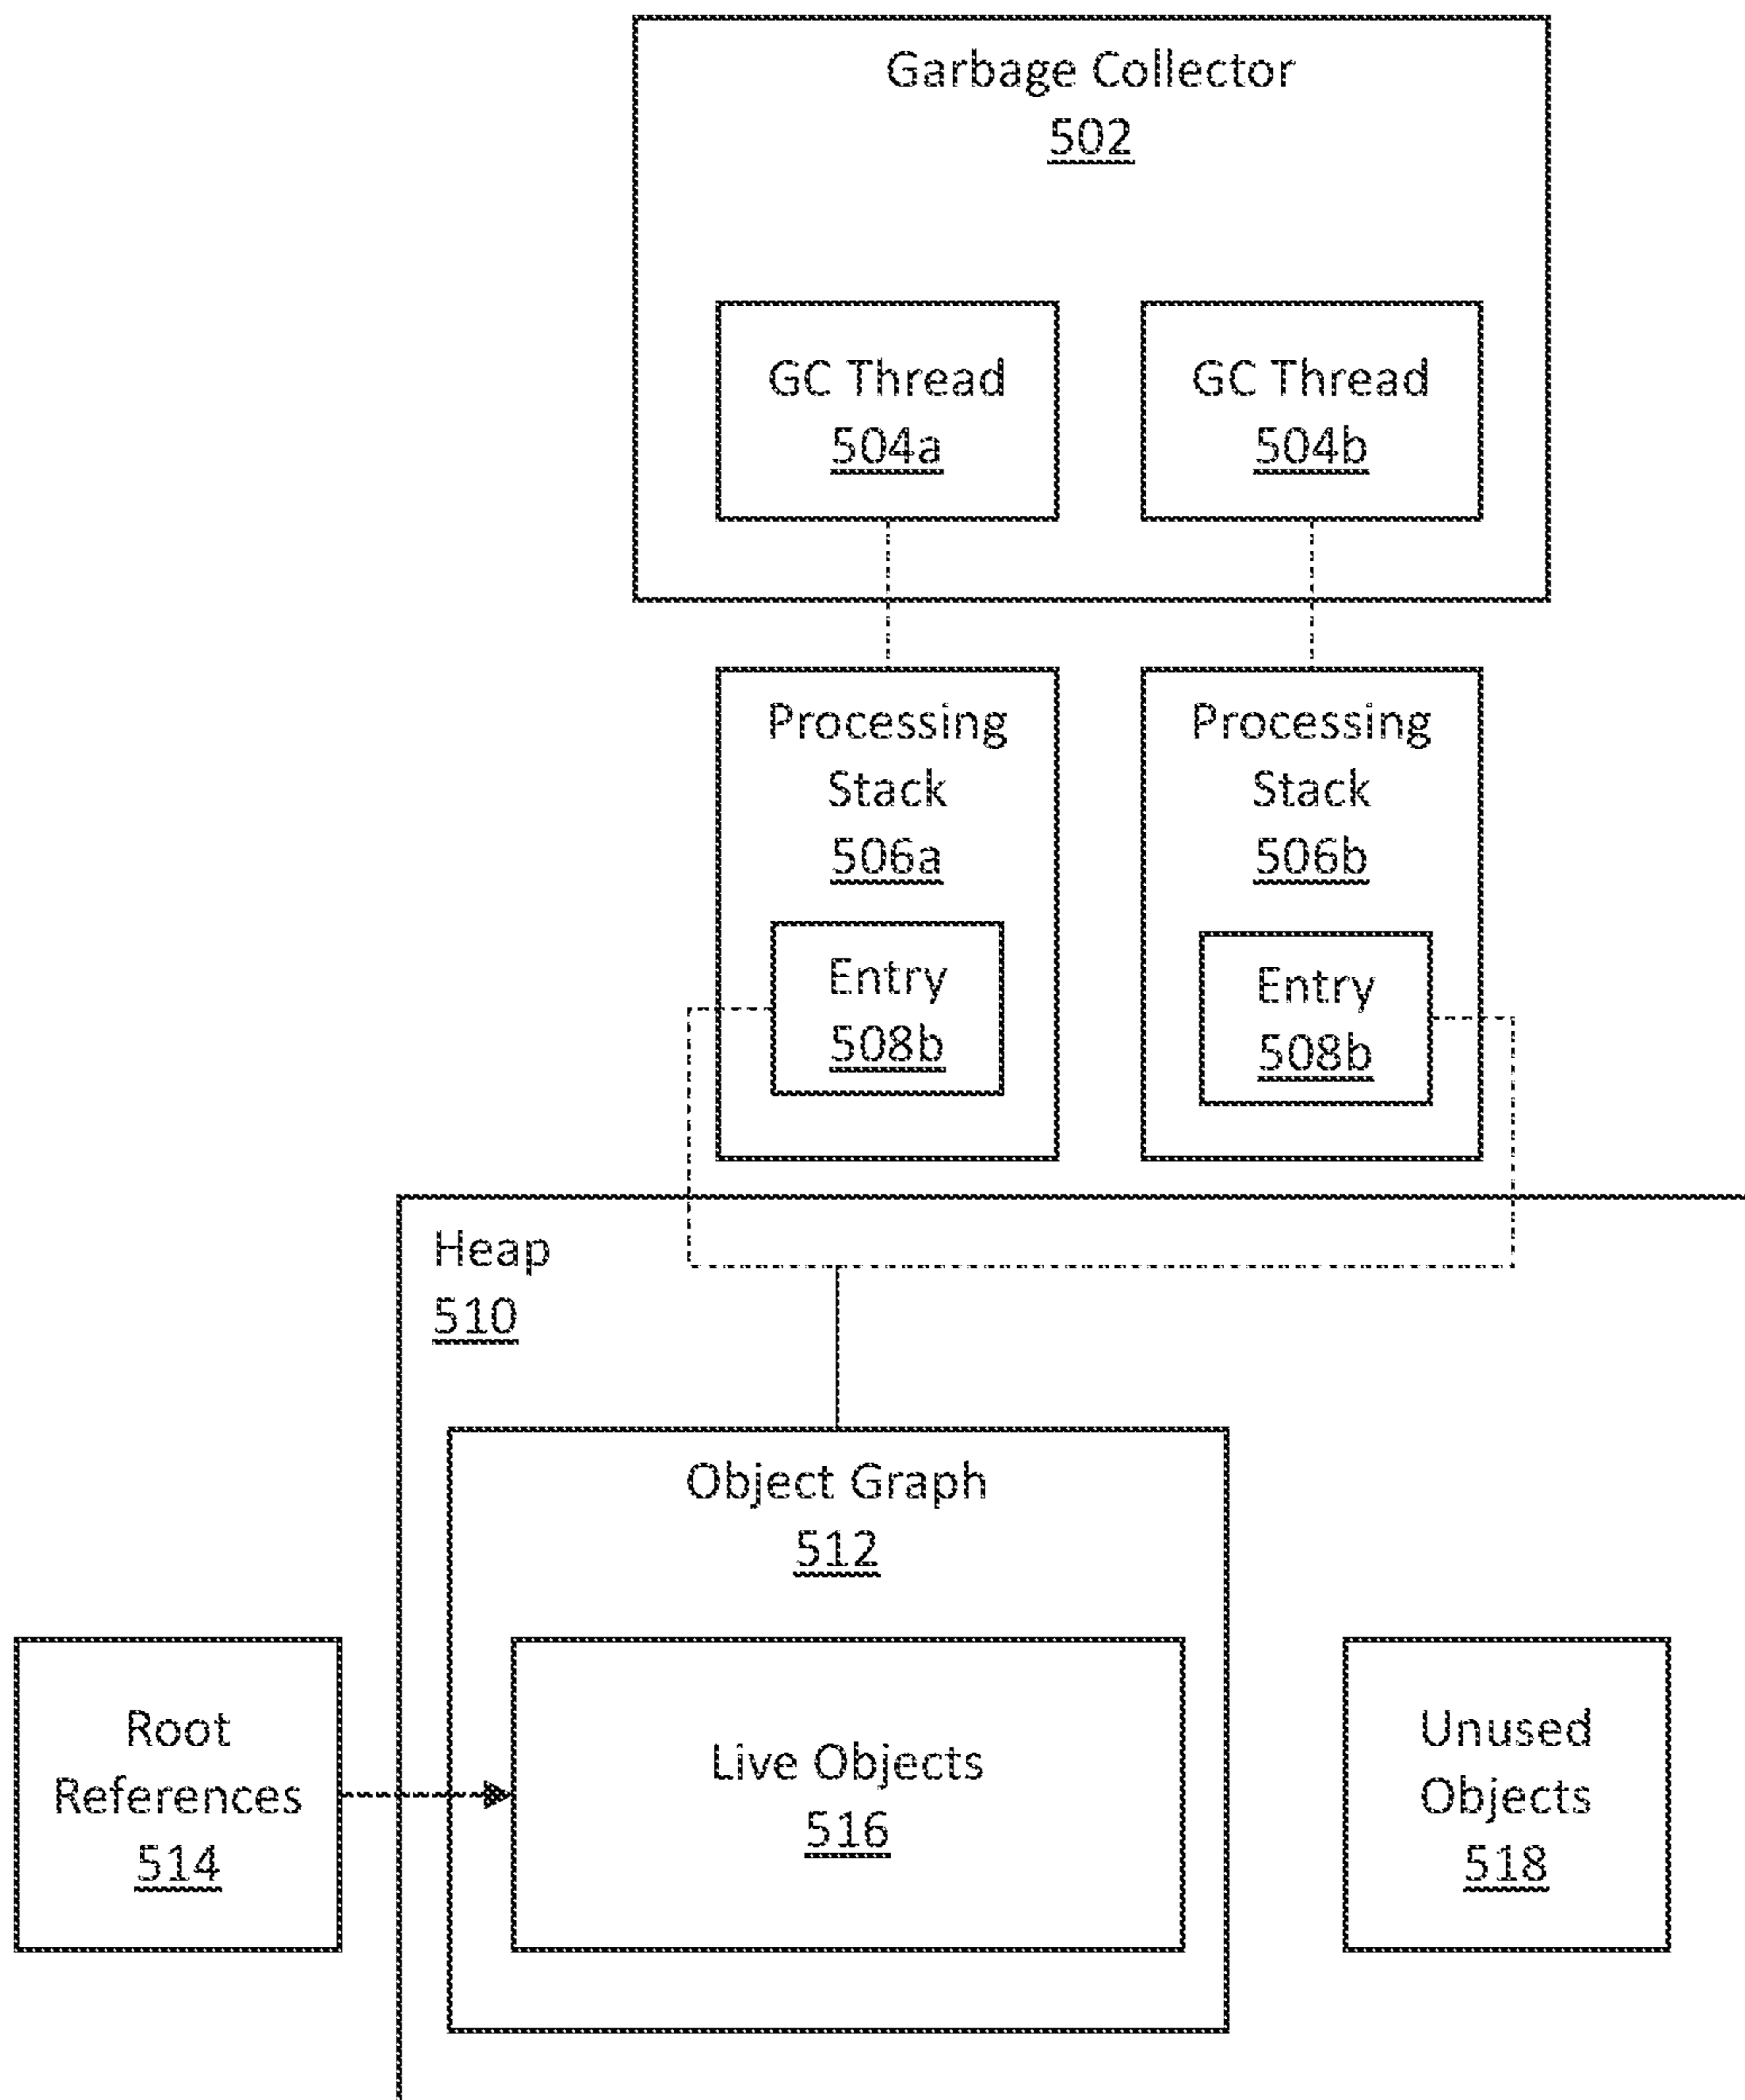 Garbage Collector
502
GC Thread
504a
GC Thread
504b
Processing
Stack
506a
Entry
508b
Processing
Stack
506b
Entry
508b
Heap
510
Object Graph
512
Root
References
514
Live Objects
516
Unused
Objects
518